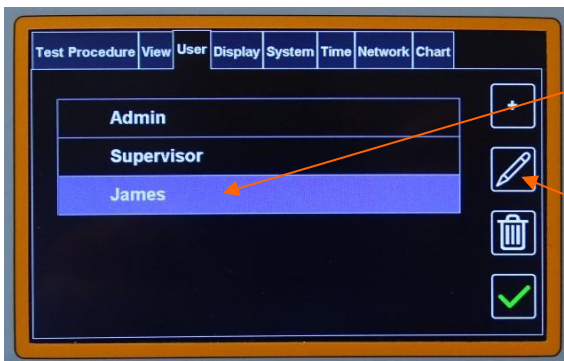 Test Procedure View User Display System Time Network Chart
Admin
+
Supervisor
James